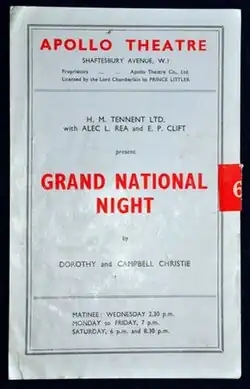 APOLLO THEATRE
SHAFTESBURY AVENUE, W.1
Proprietors .. .. Apollo Theatre Co., Ltd.
Licensed by the Lord Chamberlain to PRINCE LITTLER
H. M. TENNENT LTD.
with ALEC L. REA and E. P. CLIFT
present
GRAND NATIONAL
NIGHT
6
by
DOROTHY and CAMPBELL CHRISTIE
MATINEE: WEDNESDAY 2.30 p.m.
MONDAY to FRIDAY, 7 p.m.
SATURDAY, 6 p.m. and 8.30 p.m.